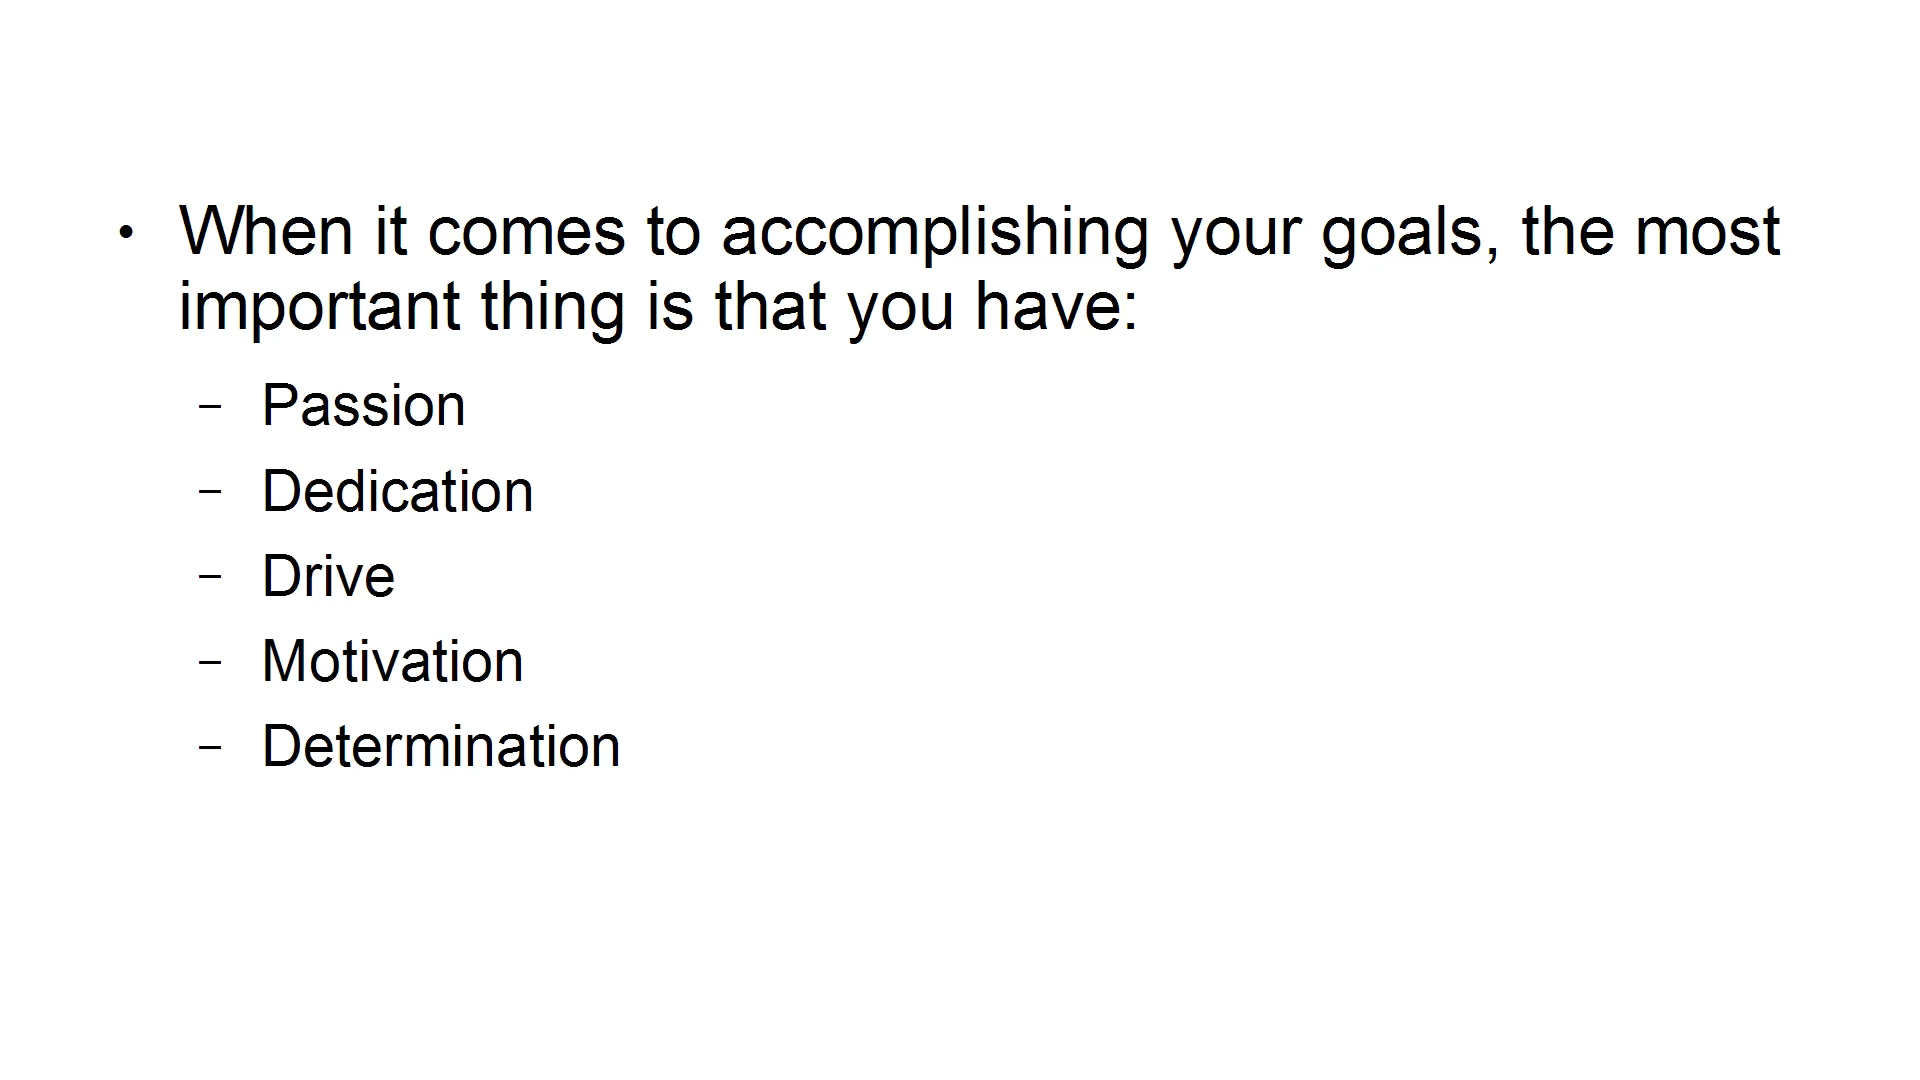 • When it comes to accomplishing your goals, the most
important thing is that you have:
– Passion
– Dedication
– Drive
– Motivation
– Determination